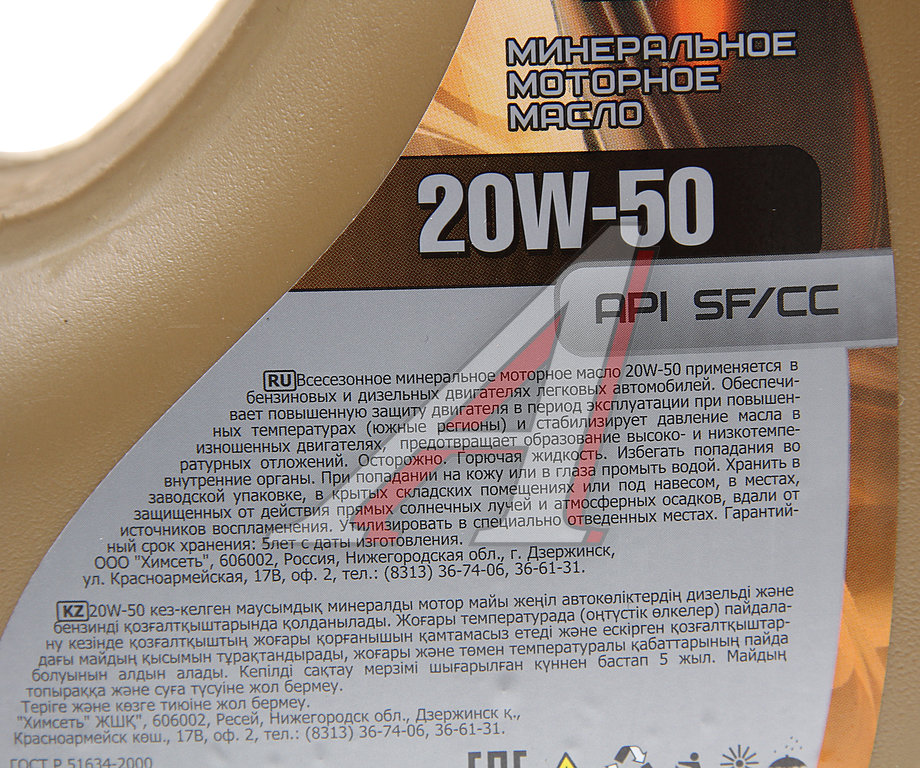 МИНЕРАЛЬНОЕ
МОТОРНОЕ
МАСЛО
20W-50
API SF/CC
RU Всесезонное минеральное моторное масло 20W-50 применяется в
бензиновых и дизельных двигателях легковых автомобилей. Обеспечи-
вает повышенную защиту двигателя в период эксплуатации при повышен-
ных температурах (южные регионы) и стабилизирует давление масла в
изношенных двигателях, предотвращает образование высоко- и низкотемпе-
ратурных отложений. Осторожно. Горючая жидкость. Избегать попадания во
внутренние органы. При попадании на кожу или в глаза промыть водой. Хранить в
заводской упаковке, в крытых складских помещениях или под навесом, в местах,
защищенных от действия прямых солнечных лучей и атмосферных осадков, вдали от
источников воспламенения. Утилизировать в специально отведенных местах. Гарантий-
ный срок хранения: 5лет с даты изготовления.
ООО "Химсеть", 606002, Россия, Нижегородская обл., г. Дзержинск,
ул. Красноармейская, 17В, оф. 2, тел.: (8313) 36-74-06, 36-61-31.
KZ 20W-50 кез-келген маусымдық минералды мотор майы жеңіл автокөліктердің дизельді және
бензинді қозғалтқыштарында қолданылады. Жоғары температурада (оңтүстік өлкелер) пайдала-
ну кезінде қозғалтқыштың жоғары қорғанышын қамтамасыз етеді және ескірген қозғалтқыштар-
дағы майдың қысымын тұрақтандырады, жоғары және төмен температуралы қабаттарының пайда
болуынын алдын алады. Кепілді сақтау мерзімі шығарылған күннен бастап 5 жыл. Майдың
топыраққа және суға түсуіне жол бермеу.
Теріге және көзге тиюіне жол бермеу.
"Химсеть" ЖШҚ", 606002, Ресей, Нижегородск обл., Дзержинск қ.,
Красноармейск көш., 17В, оф. 2, тел.: (8313) 36-74-06, 36-61-31.
ГОСТ Р 51634-2000